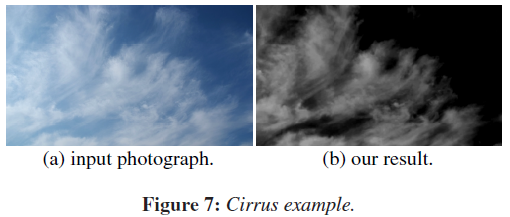 (a) input photograph.
(b) our result.
Figure 7: Cirrus example.